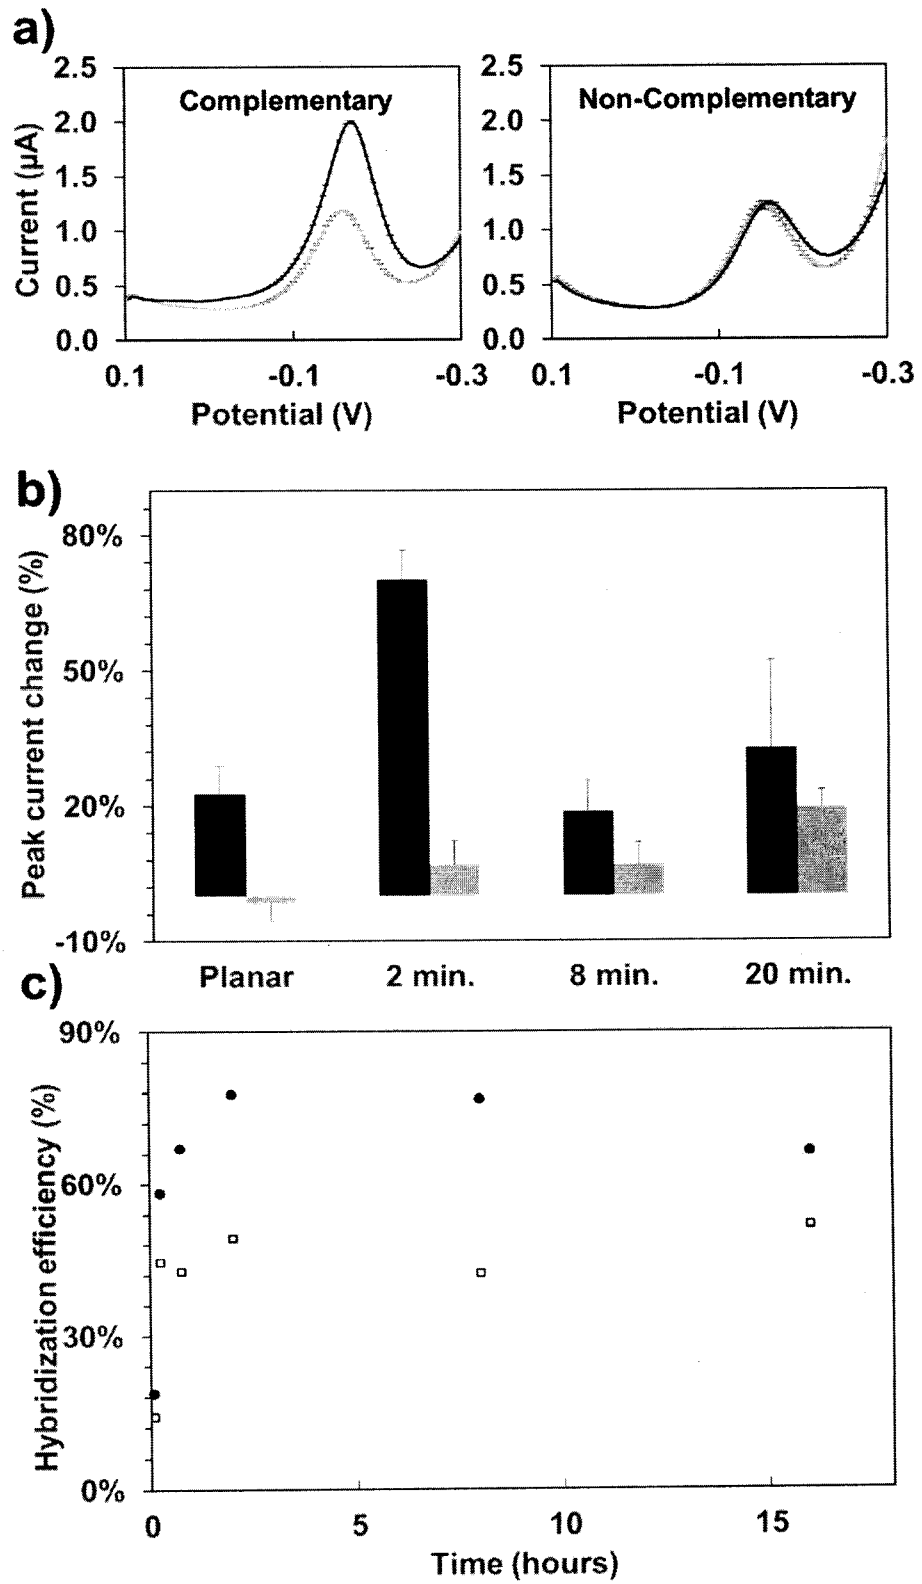 a)
2.5
2.0
1.5
1.0
0.5
0.0
Current (µA)
Complementary
0.1 -0.1 -0.3
Potential (V)
2.5
2.0
1.5
1.0
0.5
0.0
Non-Complementary
0.1 -0.1 -0.3
Potential (V)
b)
80%
50%
20%
-10%
Peak current change (%)
Planar 2 min. 8 min. 20 min.
c)
90%
60%
30%
0%
Hybridization efficiency (%)
0 5 10 15
Time (hours)